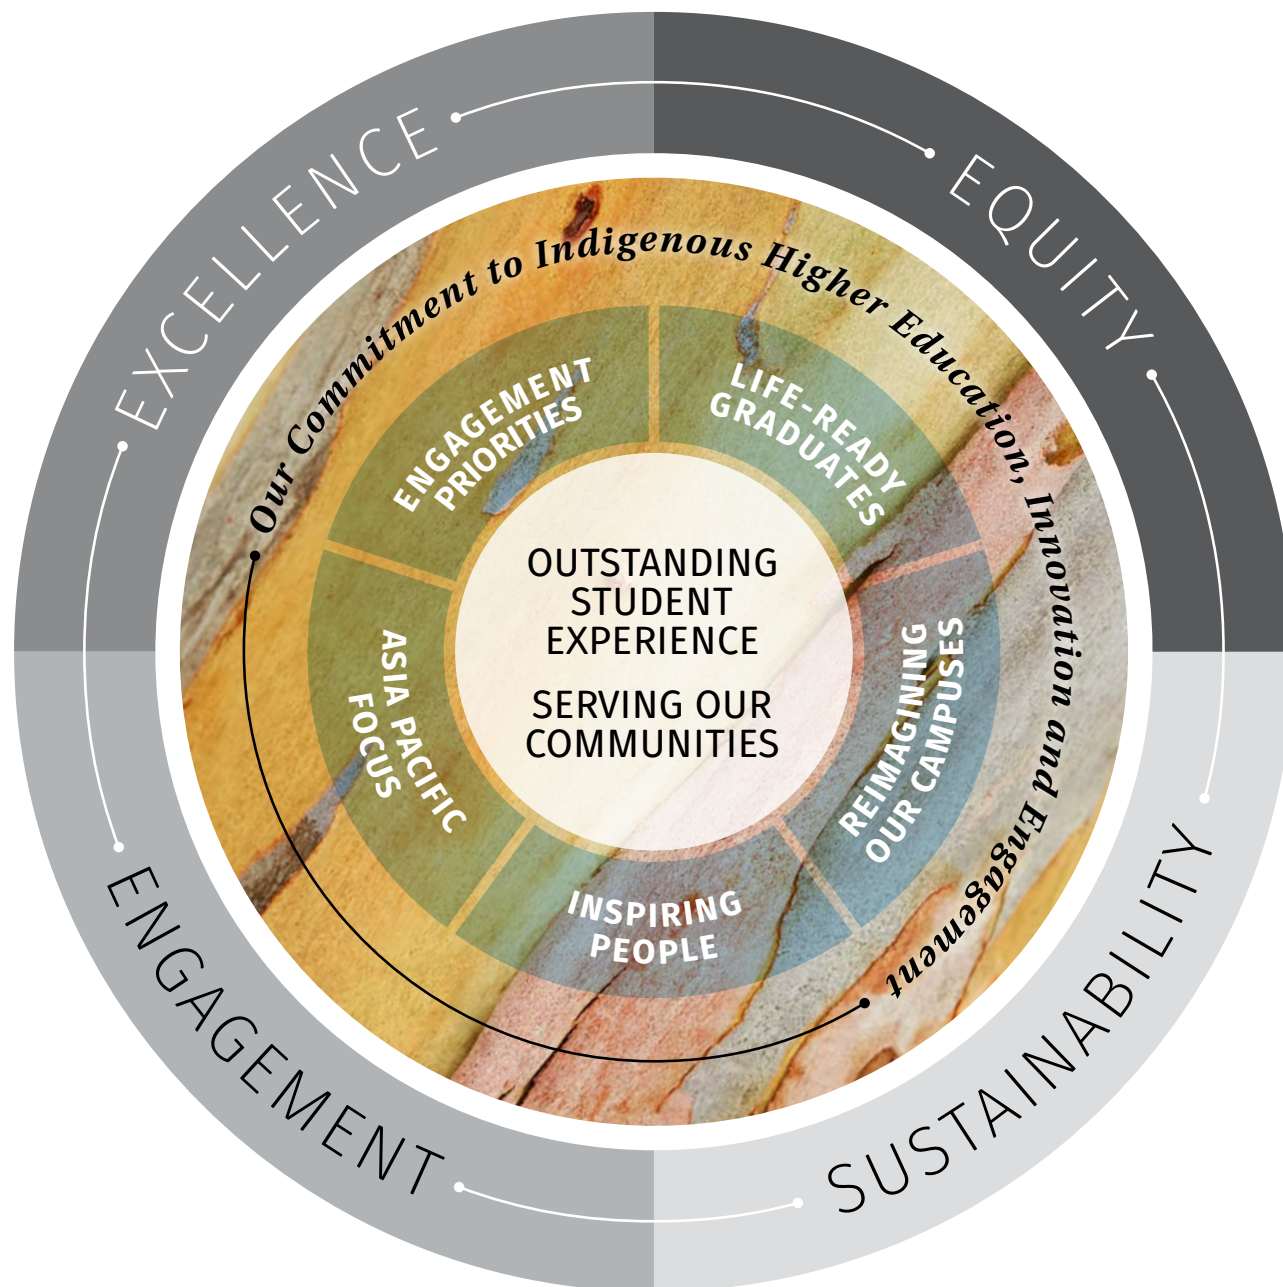 EXCELLENCE
EQUITY
SUSTAINABILITY
ENGAGEMENT
Our Commitment to Indigenous Higher Education, Innovation and Engagement
ENGAGEMENT
PRIORITIES
LIFE-READY
GRADUATES
REIMAGINING
OUR CAMPUSES
INSPIRING
PEOPLE
ASIA PACIFIC
FOCUS
OUTSTANDING
STUDENT
EXPERIENCE
SERVING OUR
COMMUNITIES